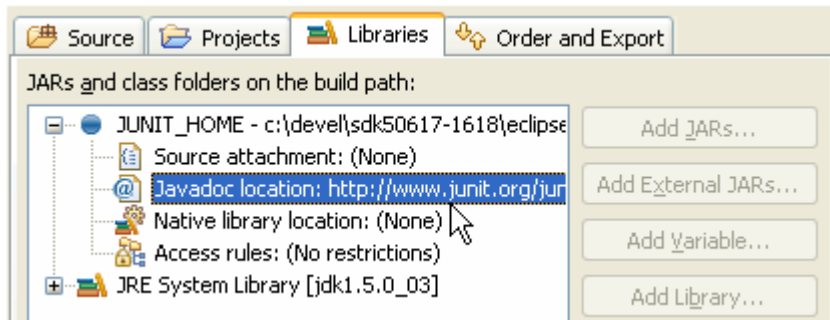 Source Projects Libraries Order and Export
JARs and class folders on the build path:
JUNIT_HOME - c:\devel\sdk50617-1618\eclipse
Add JARs...
Source attachment: (None)
Javadoc location: http://www.junit.org/jun
Add External JARs...
Native library location: (None)
Add Variable...
Access rules: (No restrictions)
JRE System Library [jdk1.5.0_03]
Add Library...